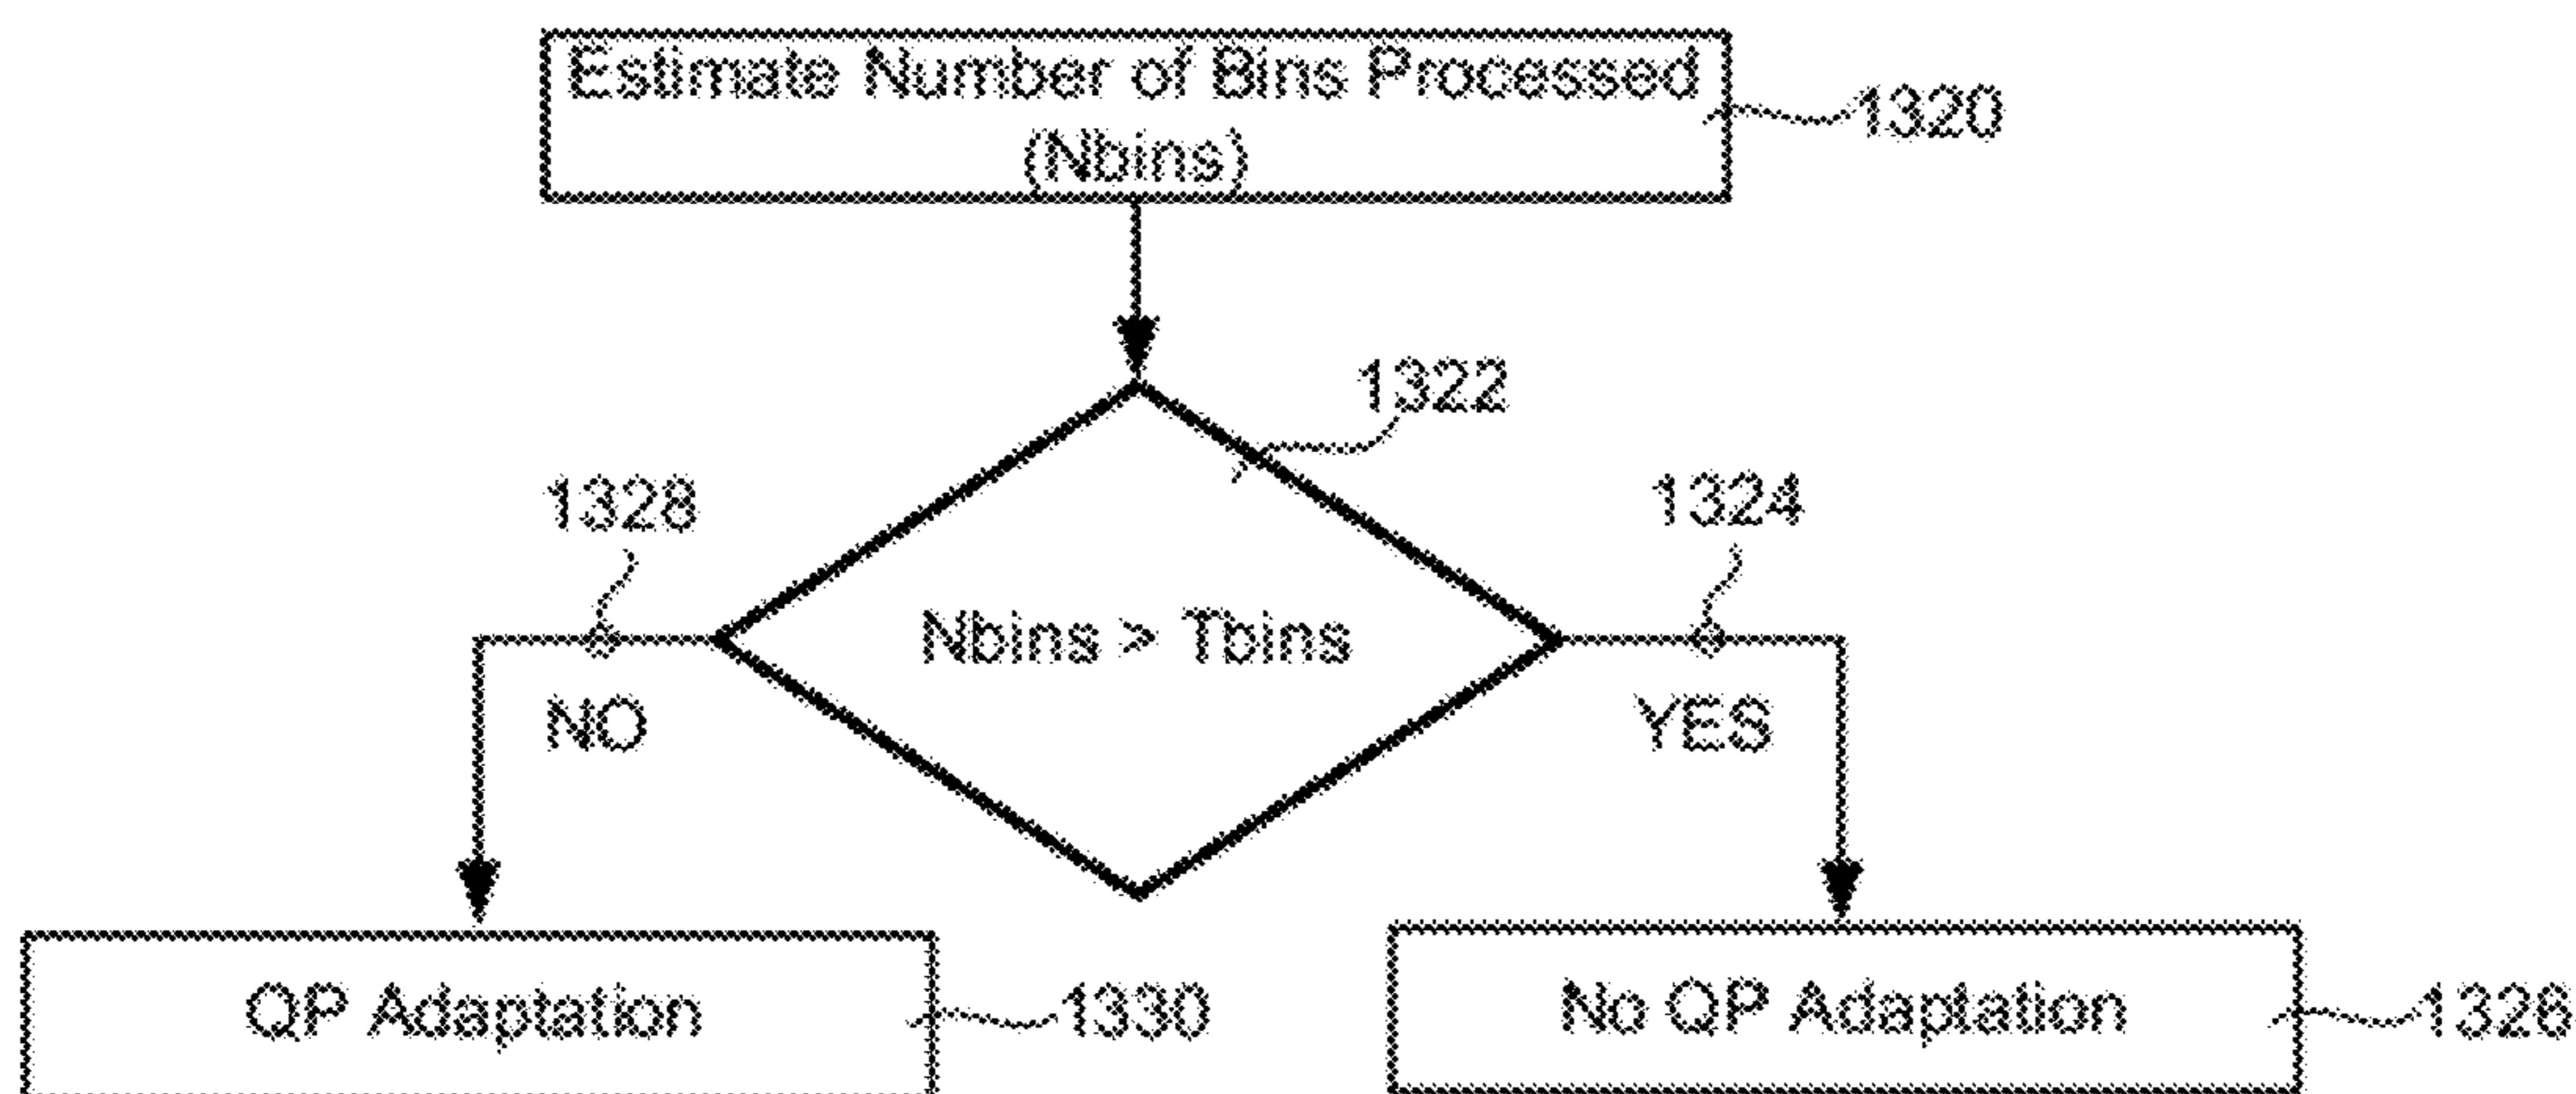 Estimate Number of Bins Processed
(Nbins)
1320
1322
1328
1324
Nbins > Tbins
NO
YES
QP Adaptation
1330
No QP Adaptation
1326